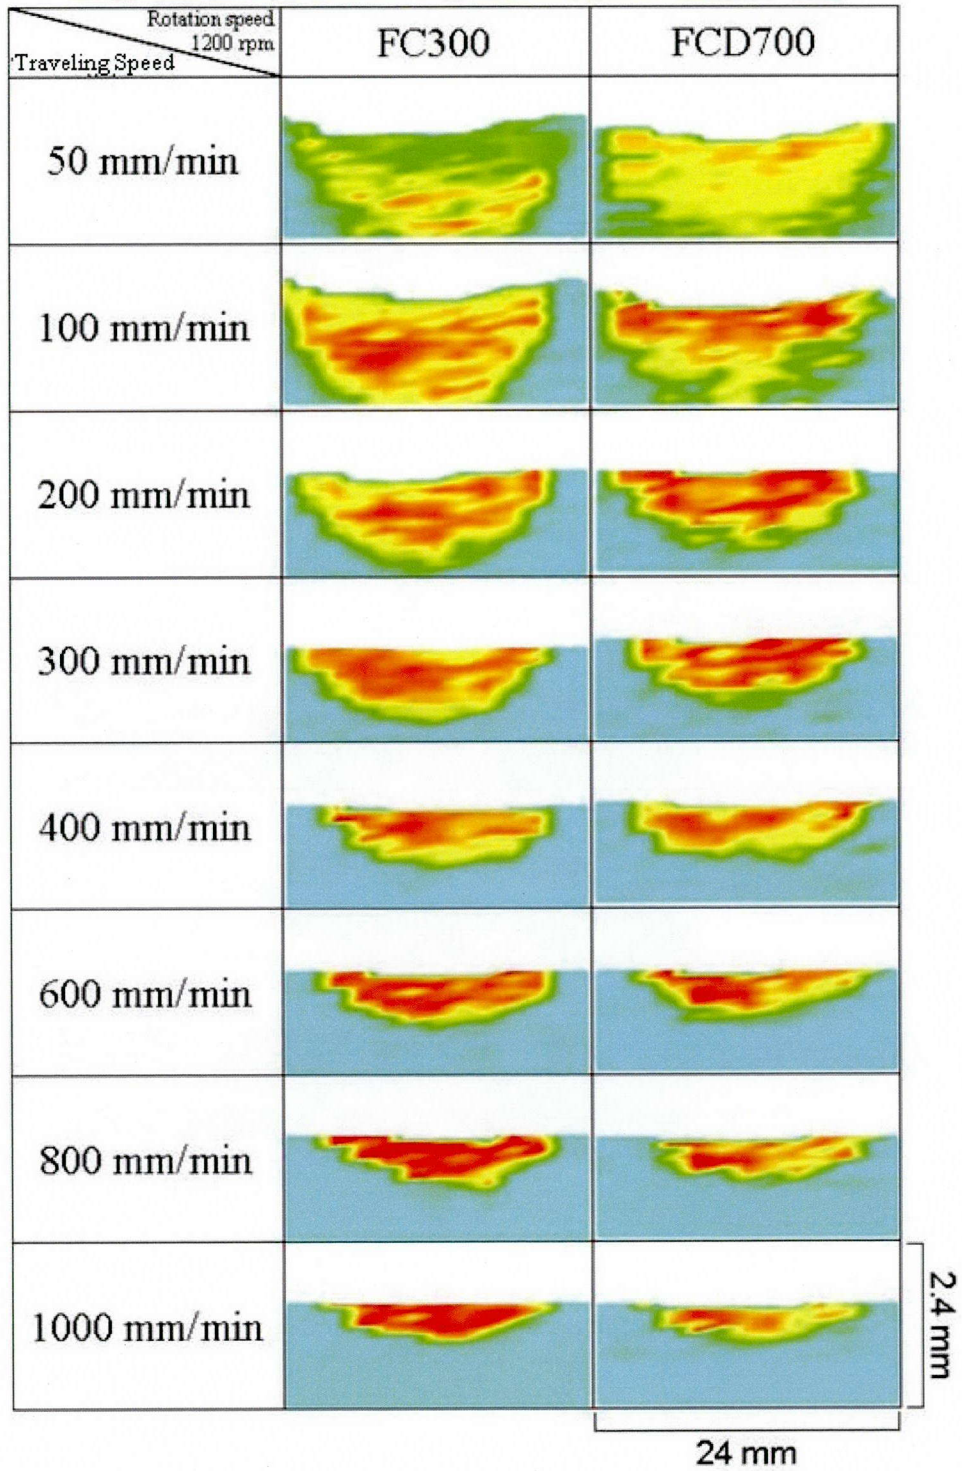 Rotation speed
1200 rpm
Traveling Speed
FC300
FCD700
50 mm/min
100 mm/min
200 mm/min
300 mm/min
400 mm/min
600 mm/min
800 mm/min
1000 mm/min
2.4 mm
24 mm